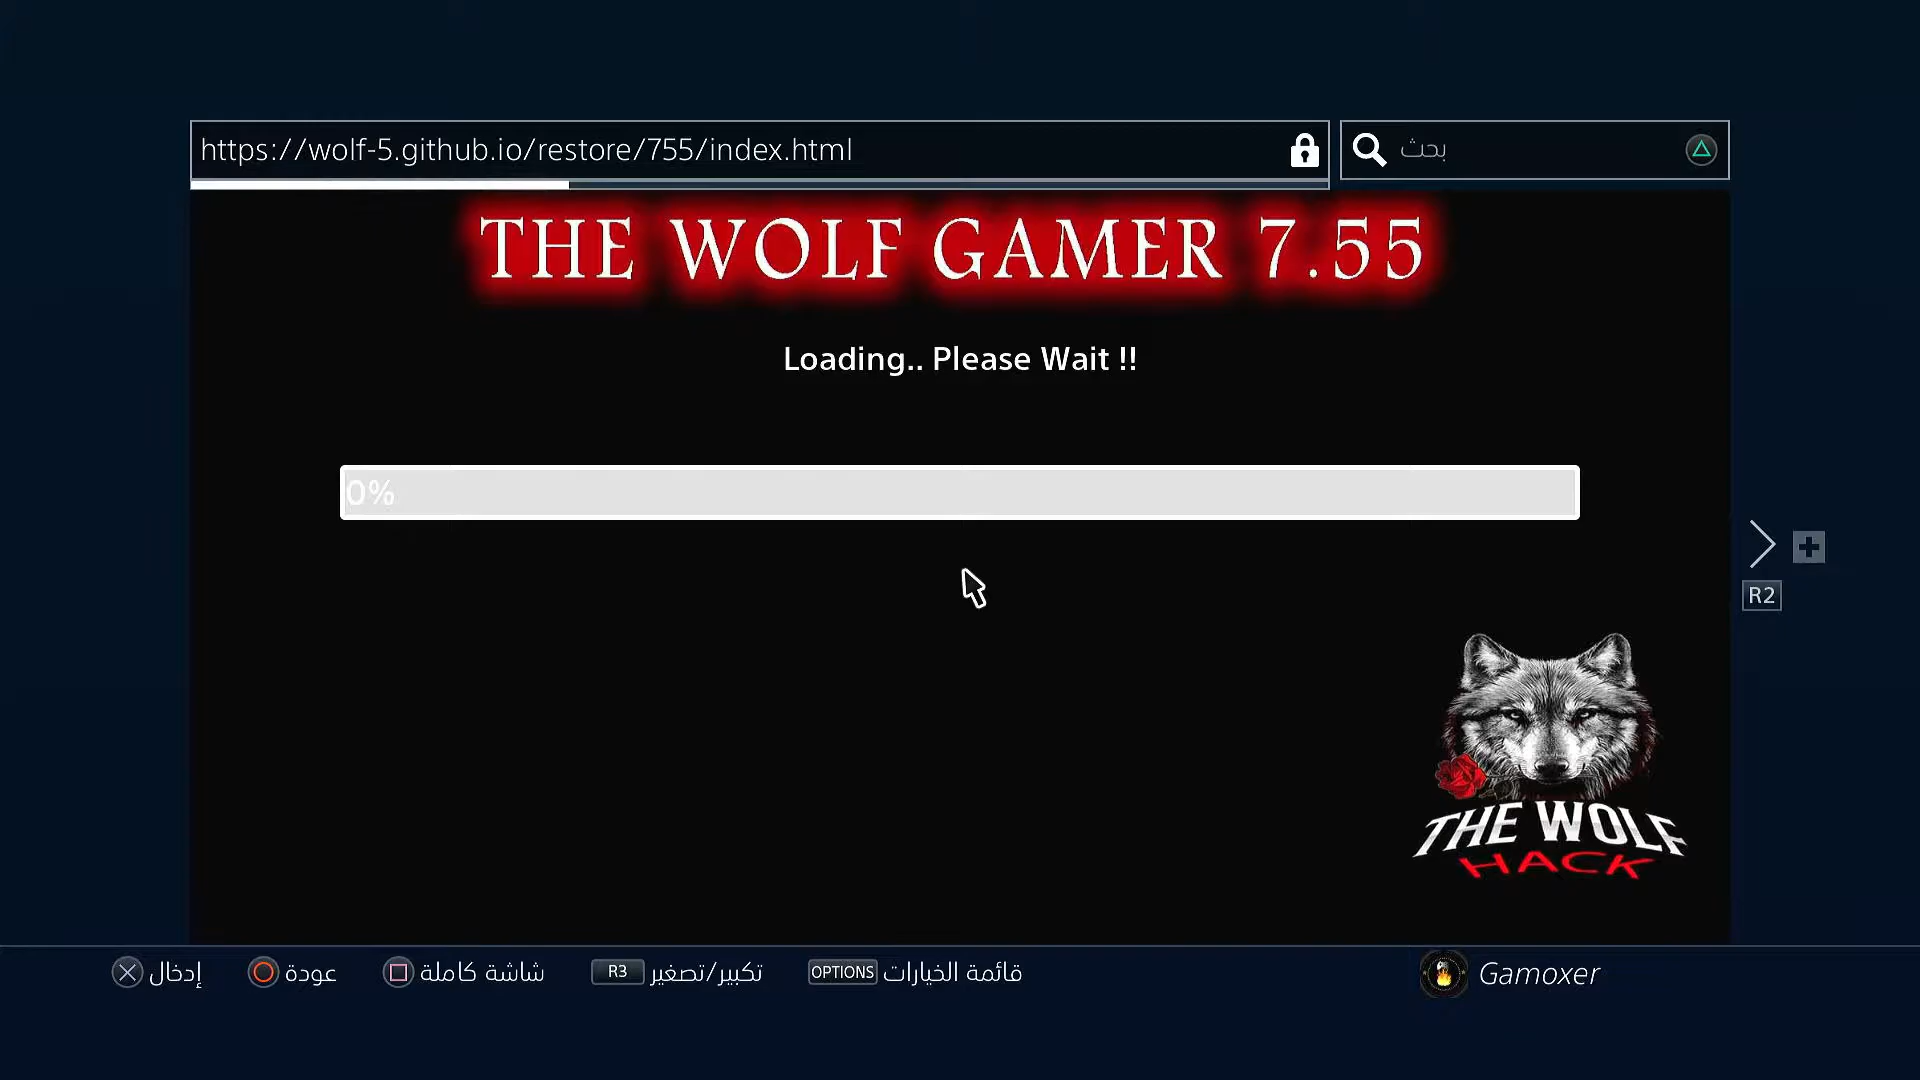 https://wolf-5.github.io/restore/755/index.html
بحث
THE WOLF GAMER 7.55
Loading.. Please Wait !!
0%
R2
THE WOLF
HACK
إدخال عودة شاشة كاملة R3 تكبير/تصغير OPTIONS قائمة الخيارات Gamoxer